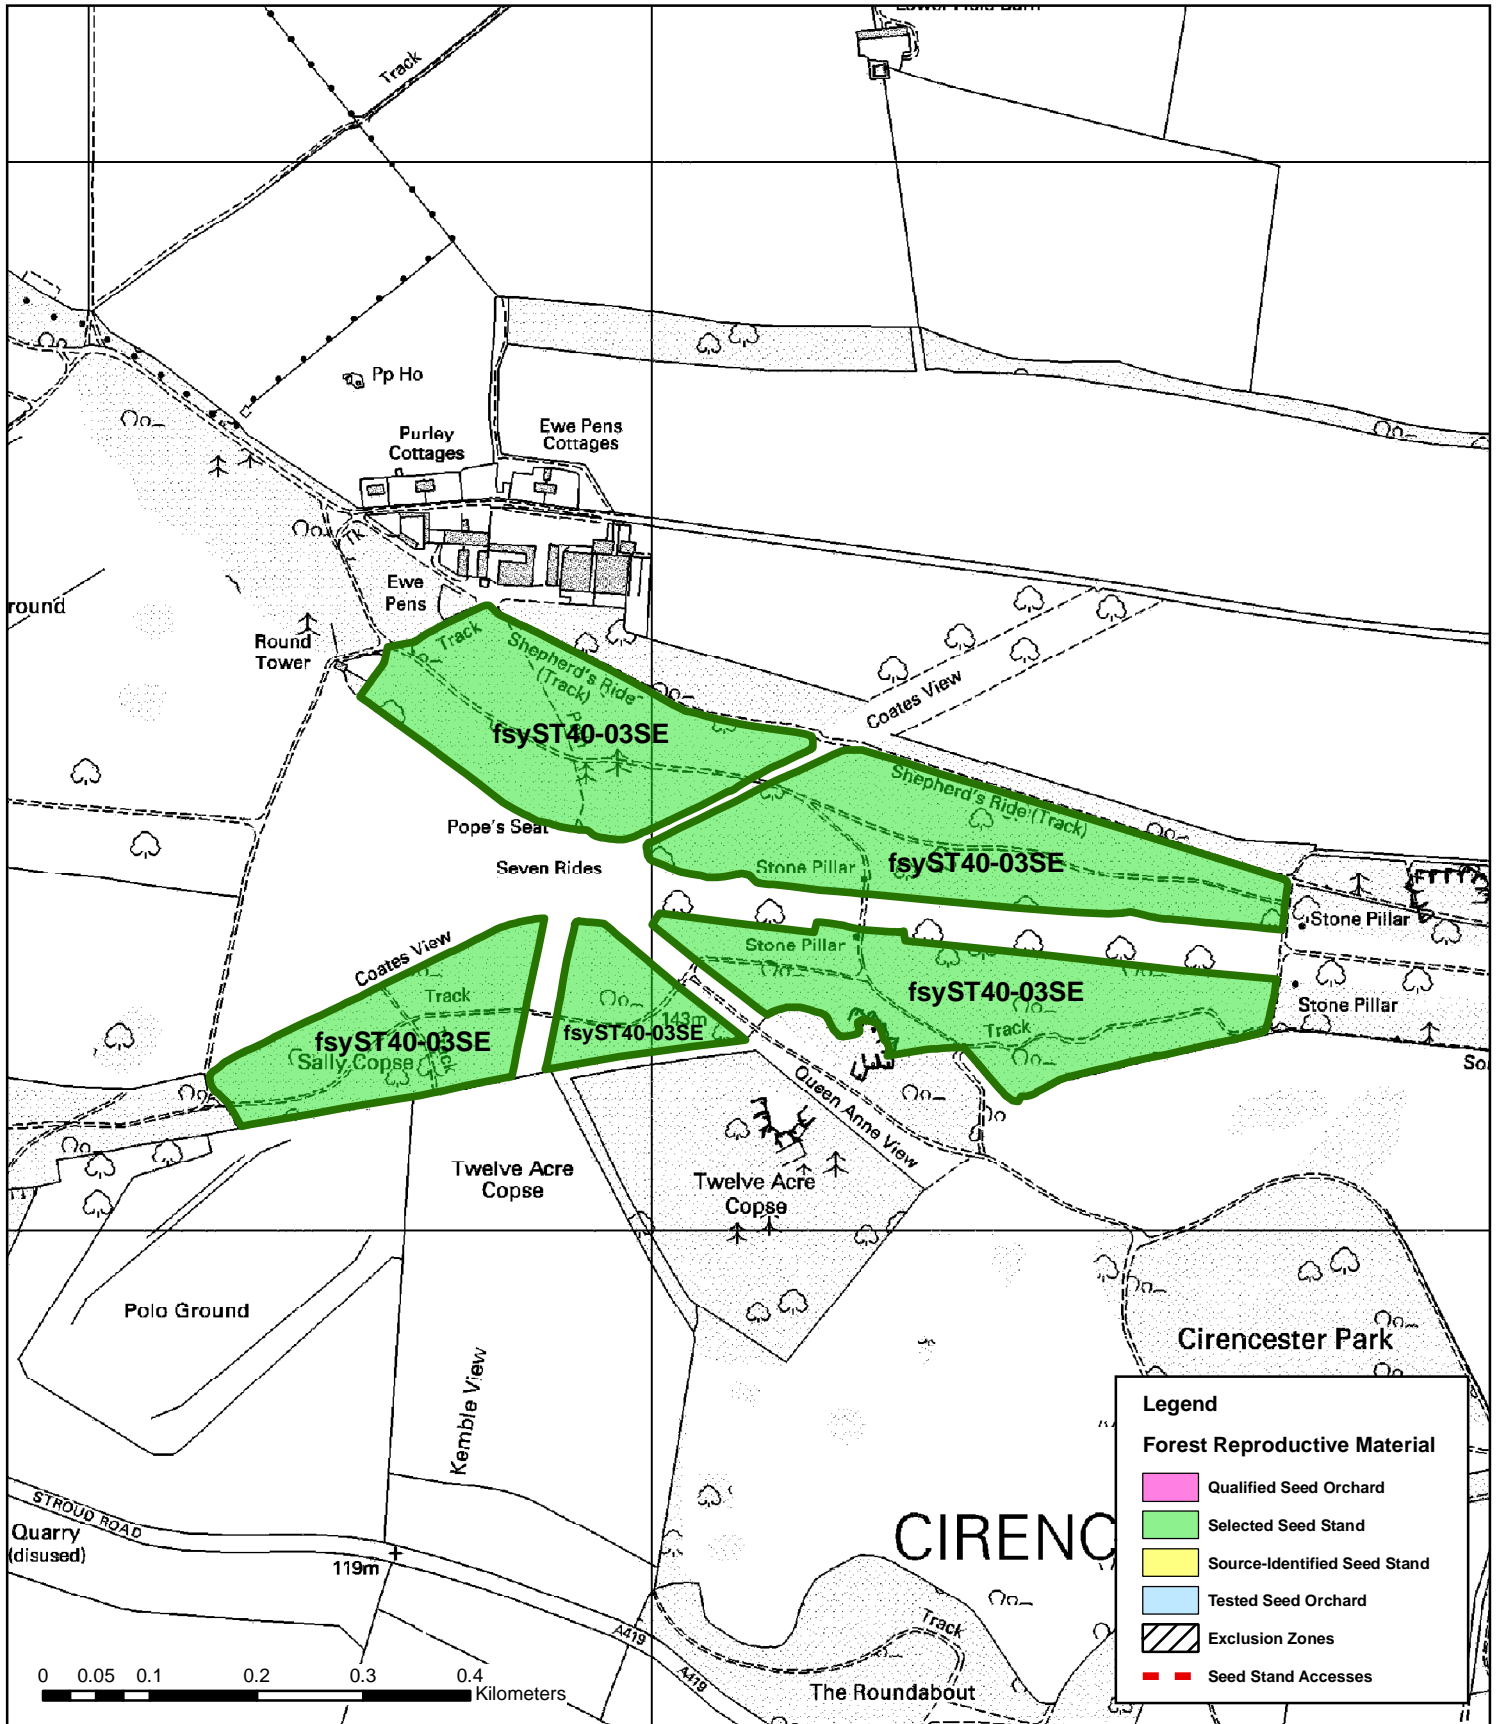 Track
Pp Ho
Purley
Cottages
Ewe Pens
Cottages
Tk
Ewe
Pens
round
Round
Tower
Track
Shepherd's Ride
(Track)
Coates View
fsyST40-03SE
Shepherd's Ride (Track)
Pope's Seat
Seven Rides
Stone Pillar
fsyST40-03SE
Stone Pillar
Coates View
Stone Pillar
fsyST40-03SE
Stone Pillar
Track
143m
Track
fsyST40-03SE
fsyST40-03SE
Sally Copse
Track
So
Queen Anne View
Twelve Acre
Copse
Twelve Acre
Copse
Polo Ground
Cirencester Park
Kemble View
STROUD ROAD
Quarry
(disused)
119m
CIRENC
A419
A419
Track
The Roundabout
0 0.05 0.1 0.2 0.3 0.4
Kilometers
Legend
Forest Reproductive Material
Qualified Seed Orchard
Selected Seed Stand
Source-Identified Seed Stand
Tested Seed Orchard
Exclusion Zones
Seed Stand Accesses